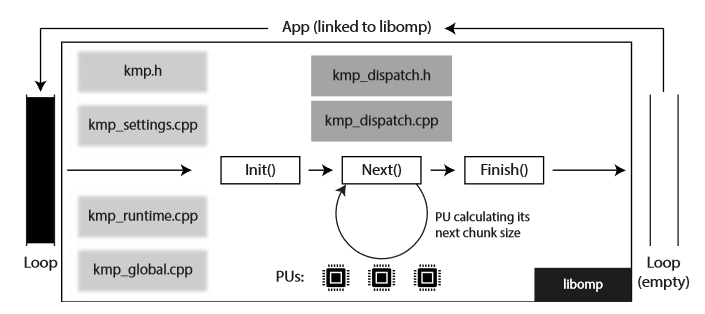 App (linked to libomp)
kmp.h
kmp_dispatch.h
kmp_settings.cpp
kmp_dispatch.cpp
Init()
Next()
Finish()
kmp_runtime.cpp
PU calculating its
next chunk size
kmp_global.cpp
Loop
PUs:
libomp
Loop
(empty)